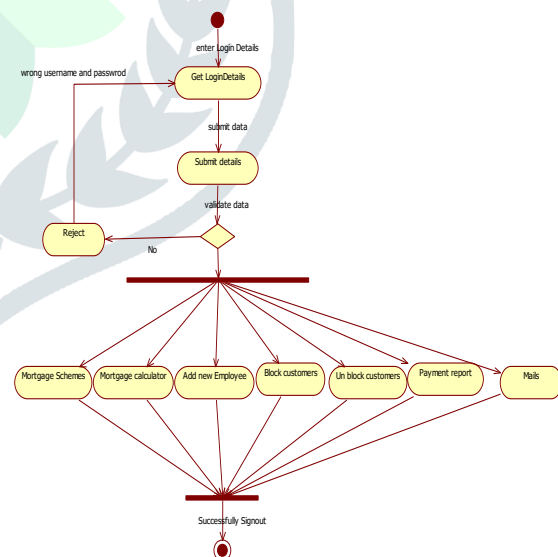 enter Login Details
wrong username and passwrod
Get LoginDetails
submit data
Submit details
validate data
Reject
No
Mortgage Schemes
Mortgage calculator
Add new Employee
Block customers
Un block customers
Payment report
Mails
Successfully Signout